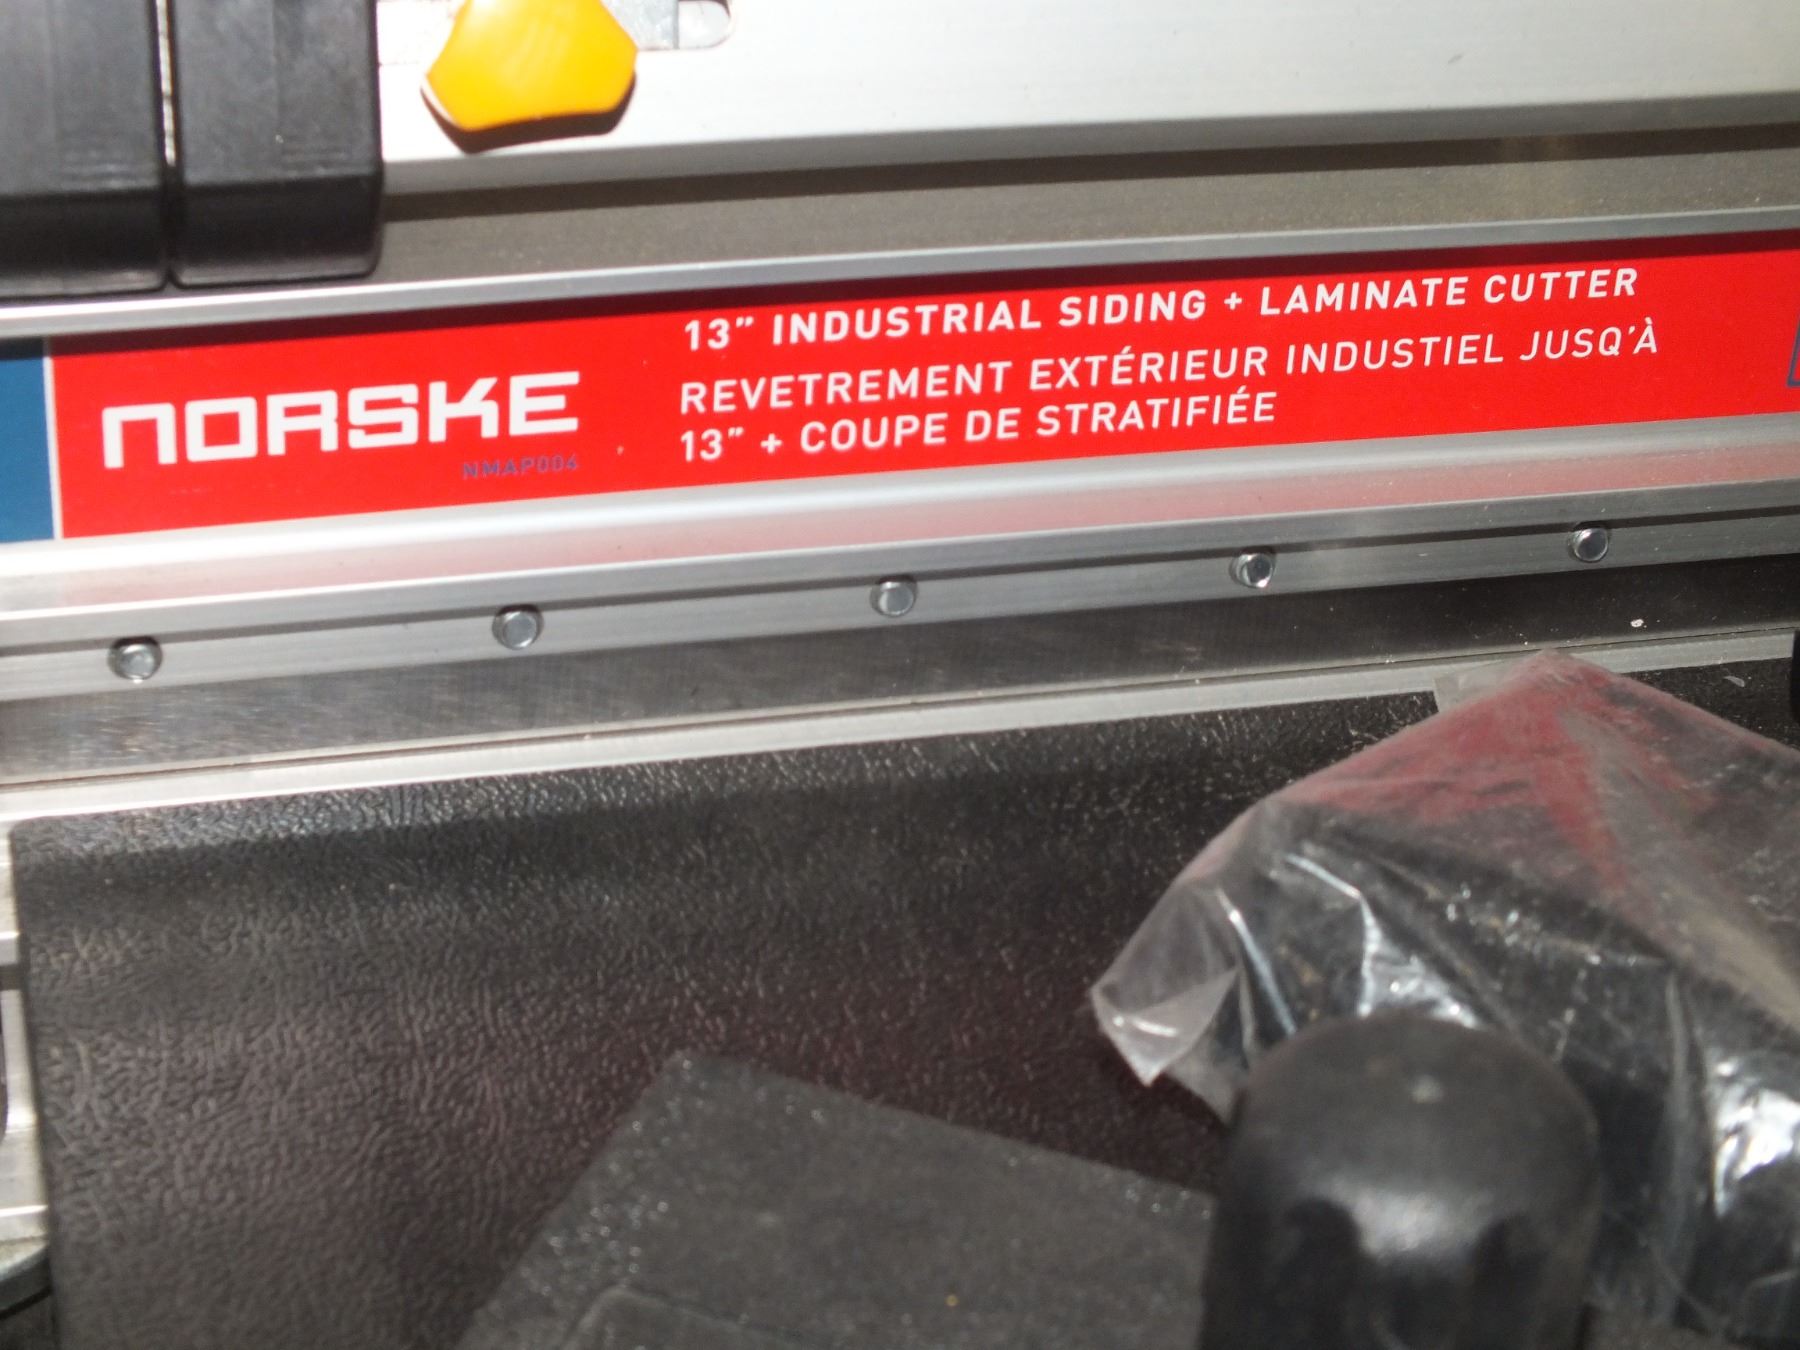 NORSKE
NMAP004
13" INDUSTRIAL SIDING + LAMINATE CUTTER
REVETREMENT EXTÉRIEUR INDUSTIEL JUSQ'À
13" + COUPE DE STRATIFIÉE